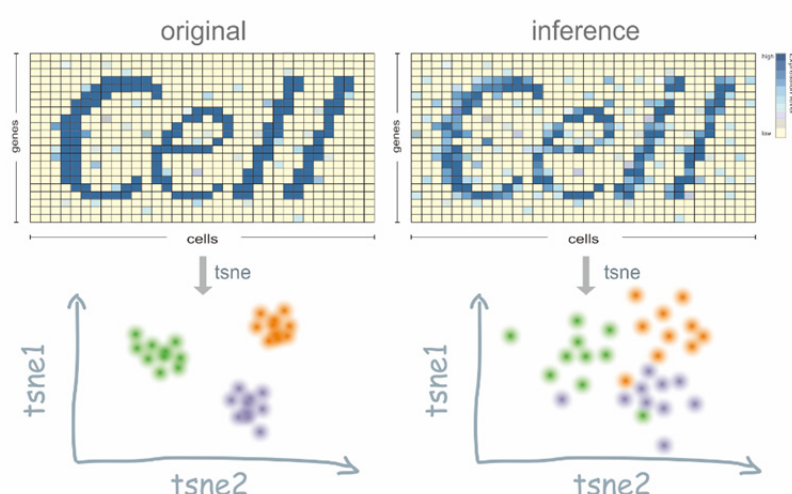 original
inference
Cell
Cell
high
low
genes
genes
cells
cells
tsne
tsne
tsne1
tsne2
tsne1
tsne2